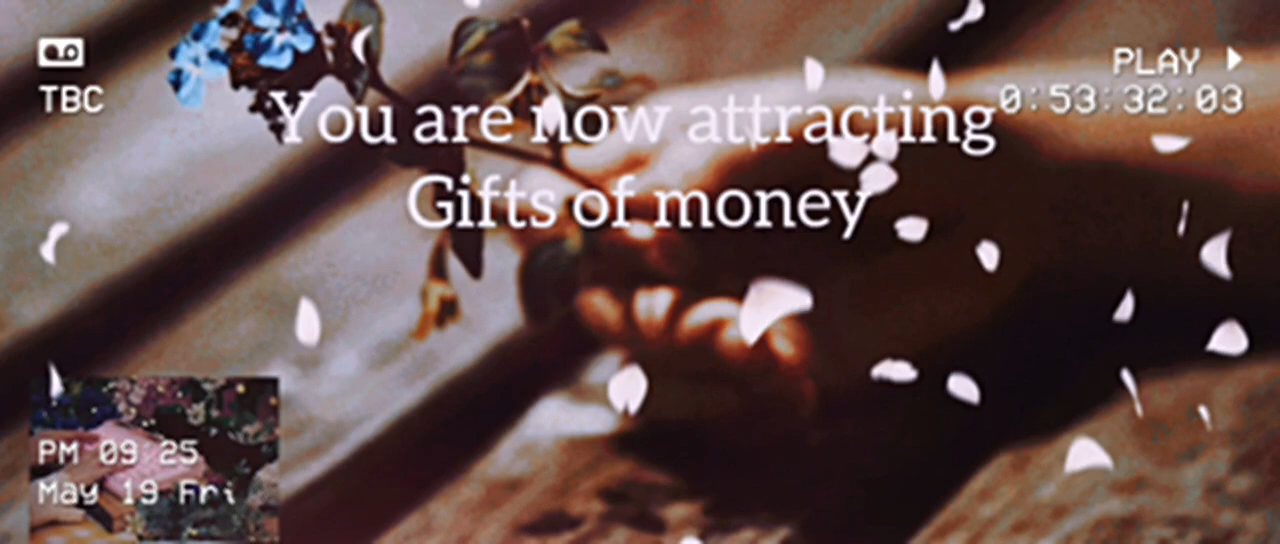 PLAY
TBC
0:53:32:03
You are now attracting
Gifts of money
PM 09 25
May 19 Fri